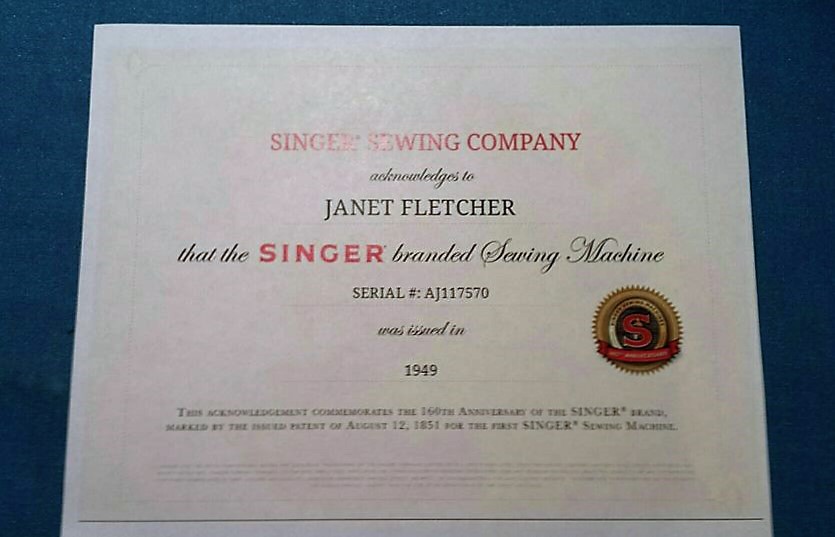 SINGER® SEWING COMPANY
acknowledges to
JANET FLETCHER
that the SINGER® branded Sewing Machine
SERIAL #: AJ117570
was issued in
1949
S
THIS ACKNOWLEDGEMENT COMMEMORATES THE 160TH ANNIVERSARY OF THE SINGER® BRAND,
MARKED BY THE ISSUED PATENT OF AUGUST 12, 1851 FOR THE FIRST SINGER® SEWING MACHINE.